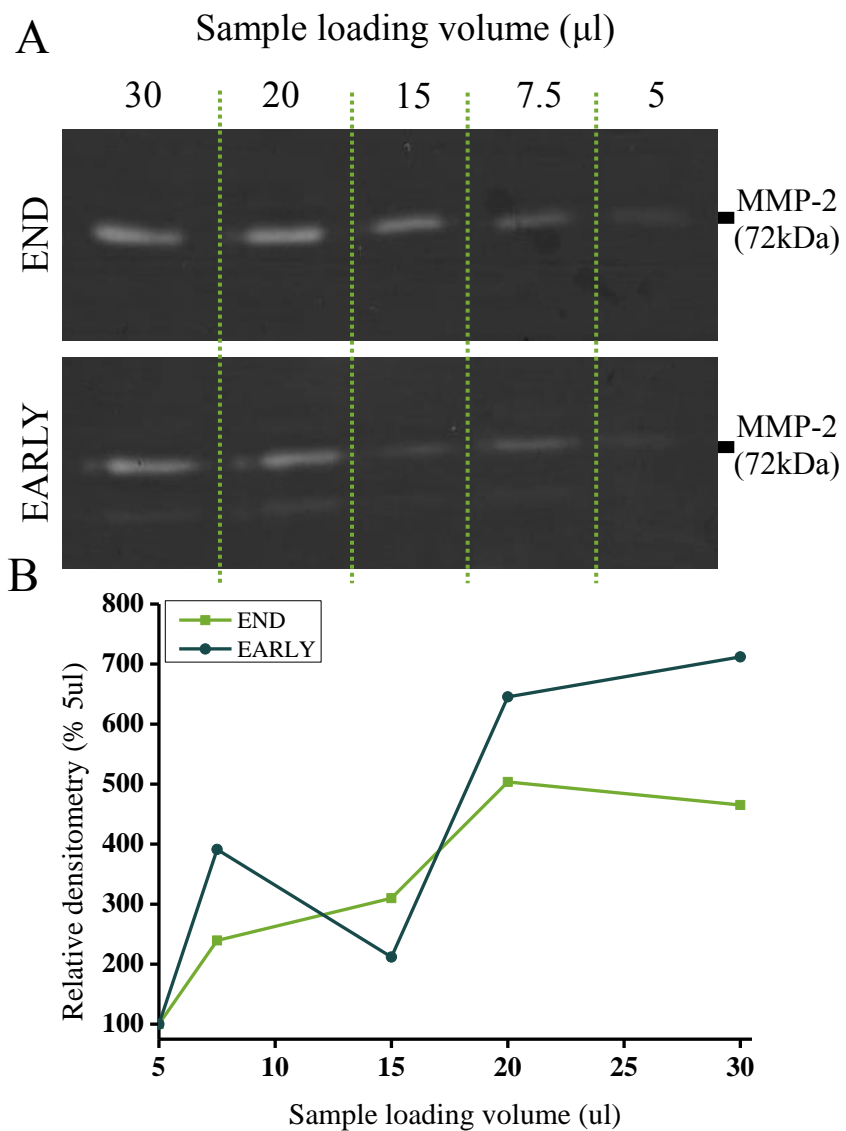 A
Sample loading volume (μl)
30 20 15 7.5 5
END
MMP-2
(72kDa)
EARLY
MMP-2
(72kDa)
B
END
EARLY
Relative densitometry (% 5ul)
800
700
600
500
400
300
200
100
5 10 15 20 25 30
Sample loading volume (ul)